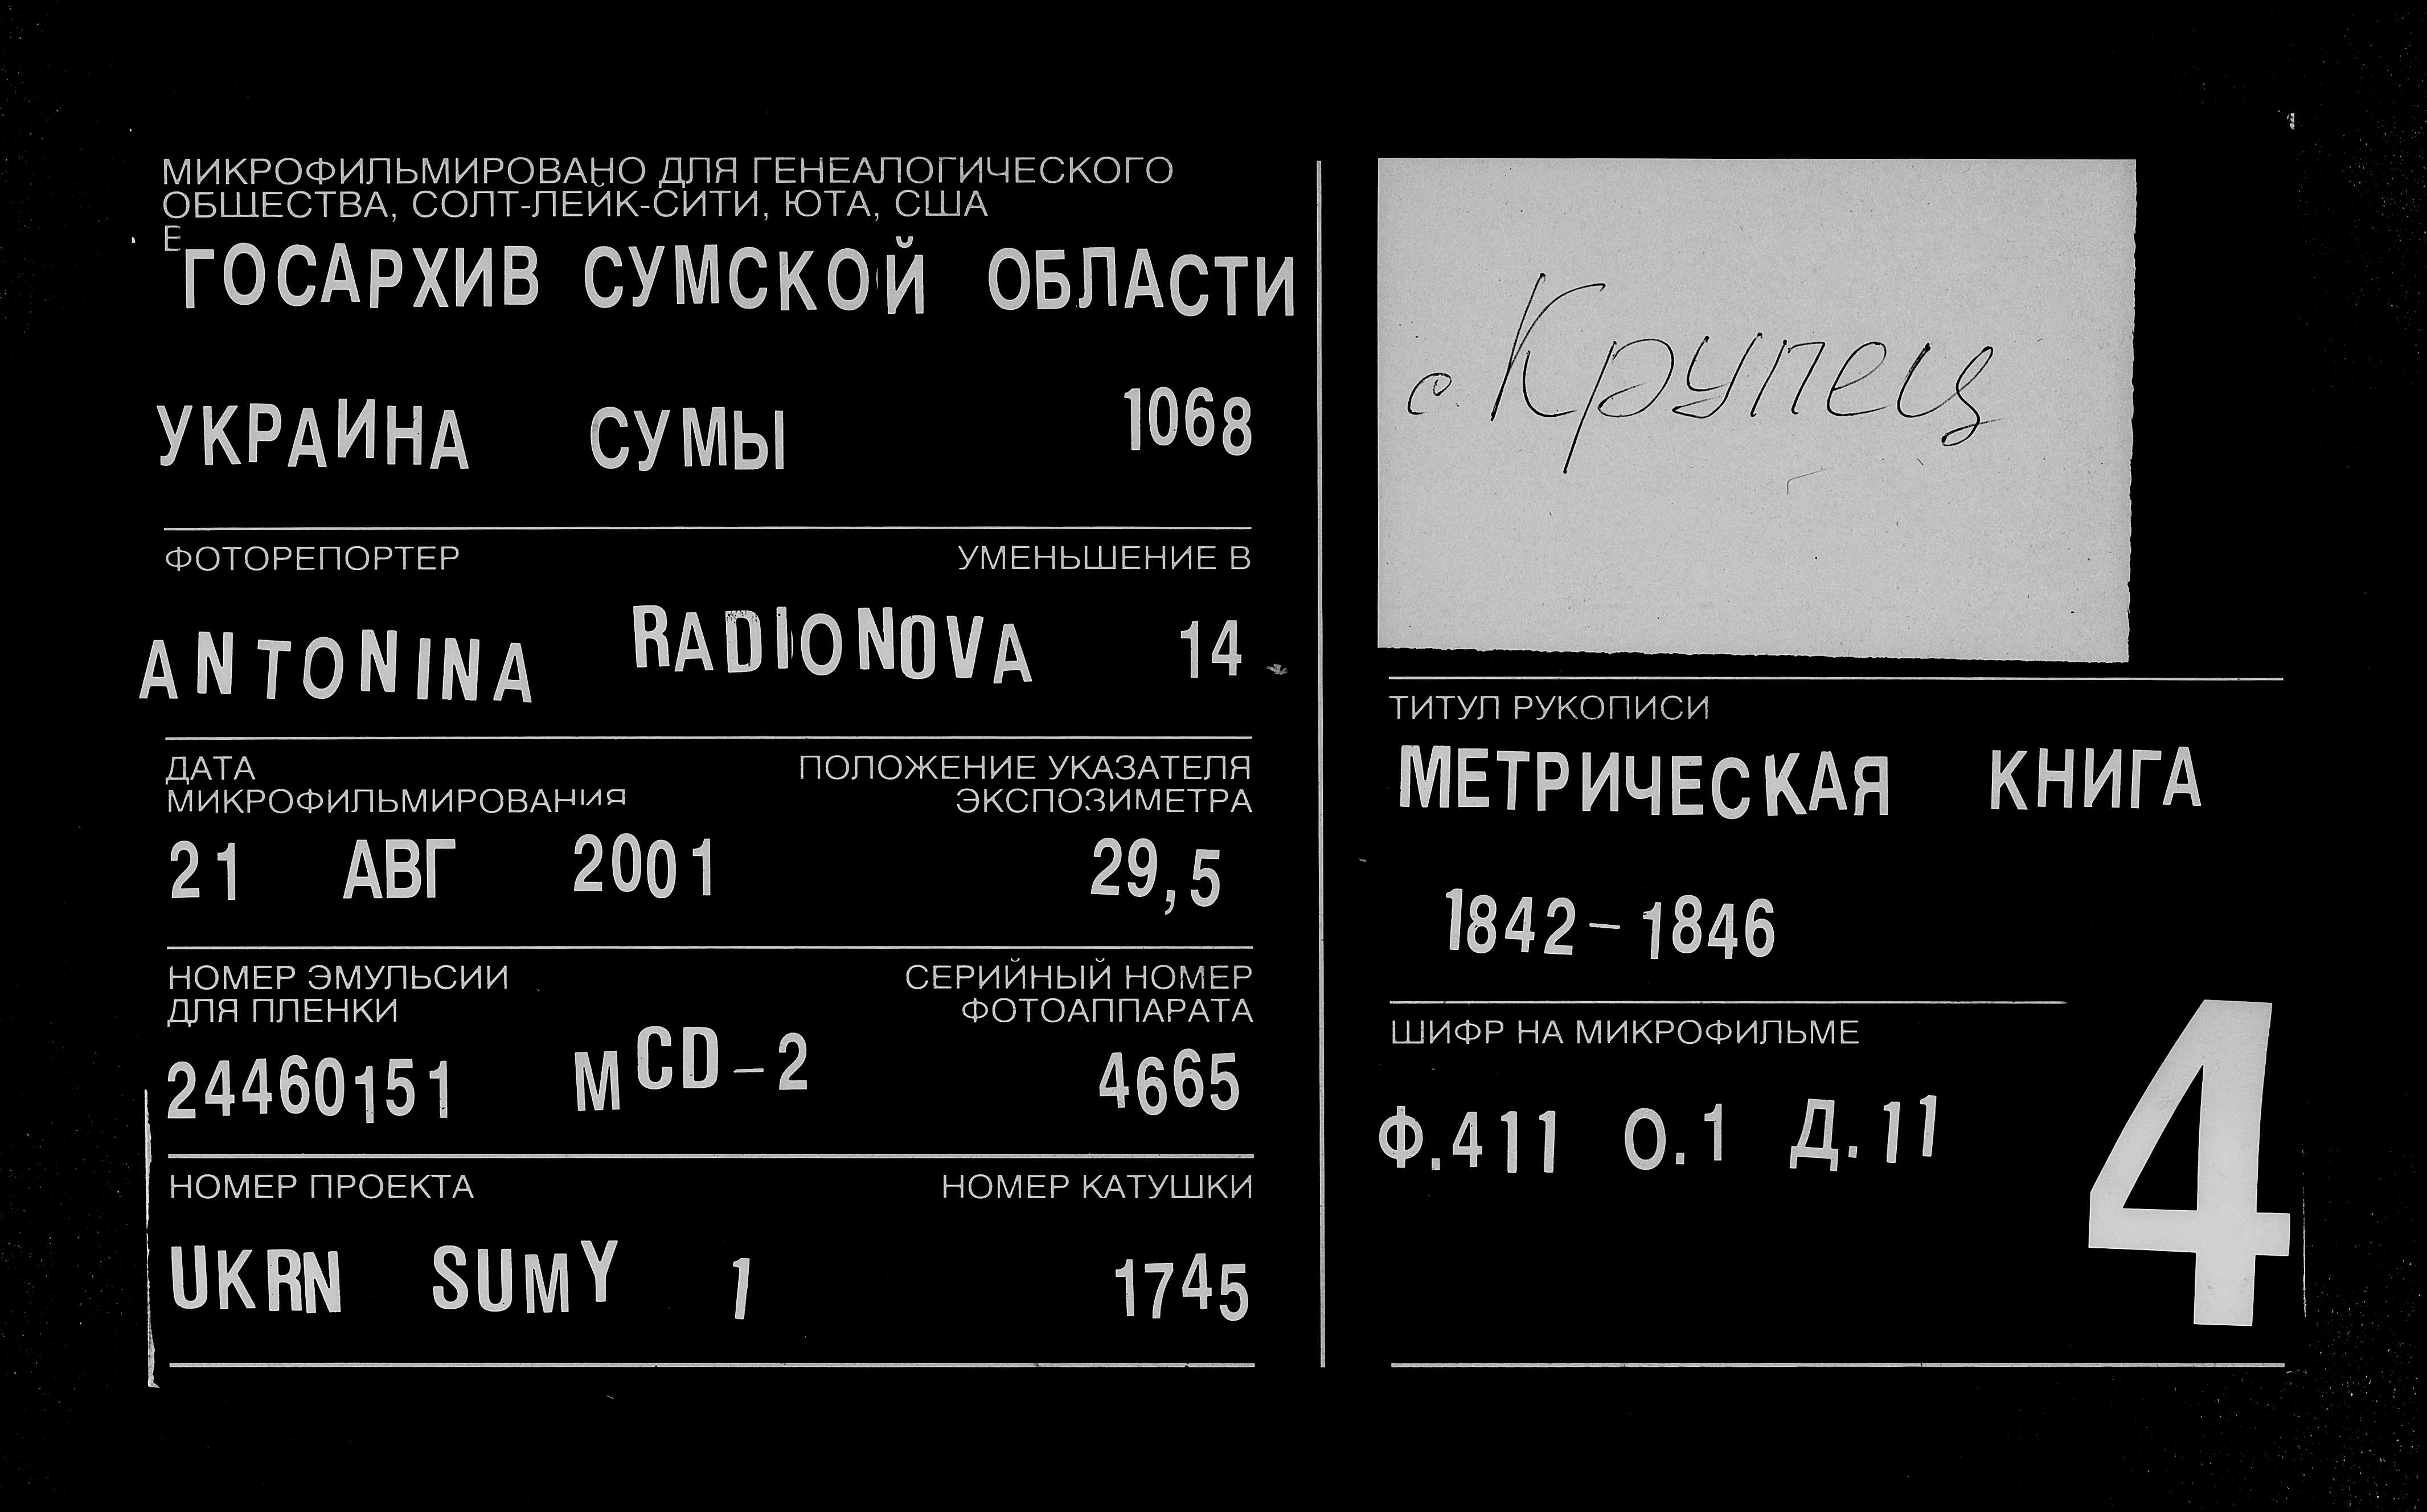 МИКРОФИЛЬМИРОВАНО ДЛЯ ГЕНЕАЛОГИЧЕСКОГО
ОБЩЕСТВА, СОЛТ-ЛЕЙК-СИТИ, ЮТА, США
Е
ГОСАРХИВ СУМСКОЙ ОБЛАСТИ
УКРАИНА СУМЫ 1068
ФОТОРЕПОРТЕР УМЕНЬШЕНИЕ В
ANTONINA RADIONOVA 14
ДАТА ПОЛОЖЕНИЕ УКАЗАТЕЛЯ
МИКРОФИЛЬМИРОВАНИЯ ЭКСПОЗИМЕТРА
21 АВГ 2001 29,5
НОМЕР ЭМУЛЬСИИ СЕРИЙНЫЙ НОМЕР
ДЛЯ ПЛЕНКИ ФОТОАППАРАТА
24460151 MCD-2 4665
НОМЕР ПРОЕКТА НОМЕР КАТУШКИ
UKRN SUMY 1 1745
с. Крупец
ТИТУЛ РУКОПИСИ
МЕТРИЧЕСКАЯ КНИГА
1842-1846
ШИФР НА МИКРОФИЛЬМЕ
Ф.411 О.1 Д.11
4